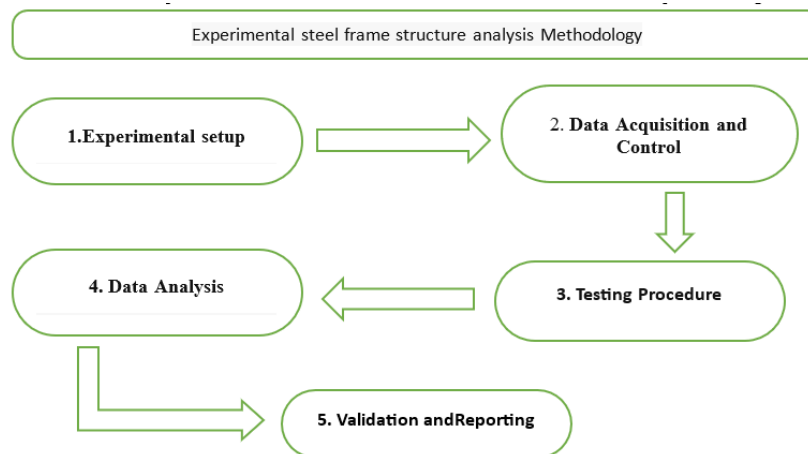 Experimental steel frame structure analysis Methodology
1.Experimental setup
2. Data Acquisition and
Control
3. Testing Procedure
4. Data Analysis
5. Validation andReporting